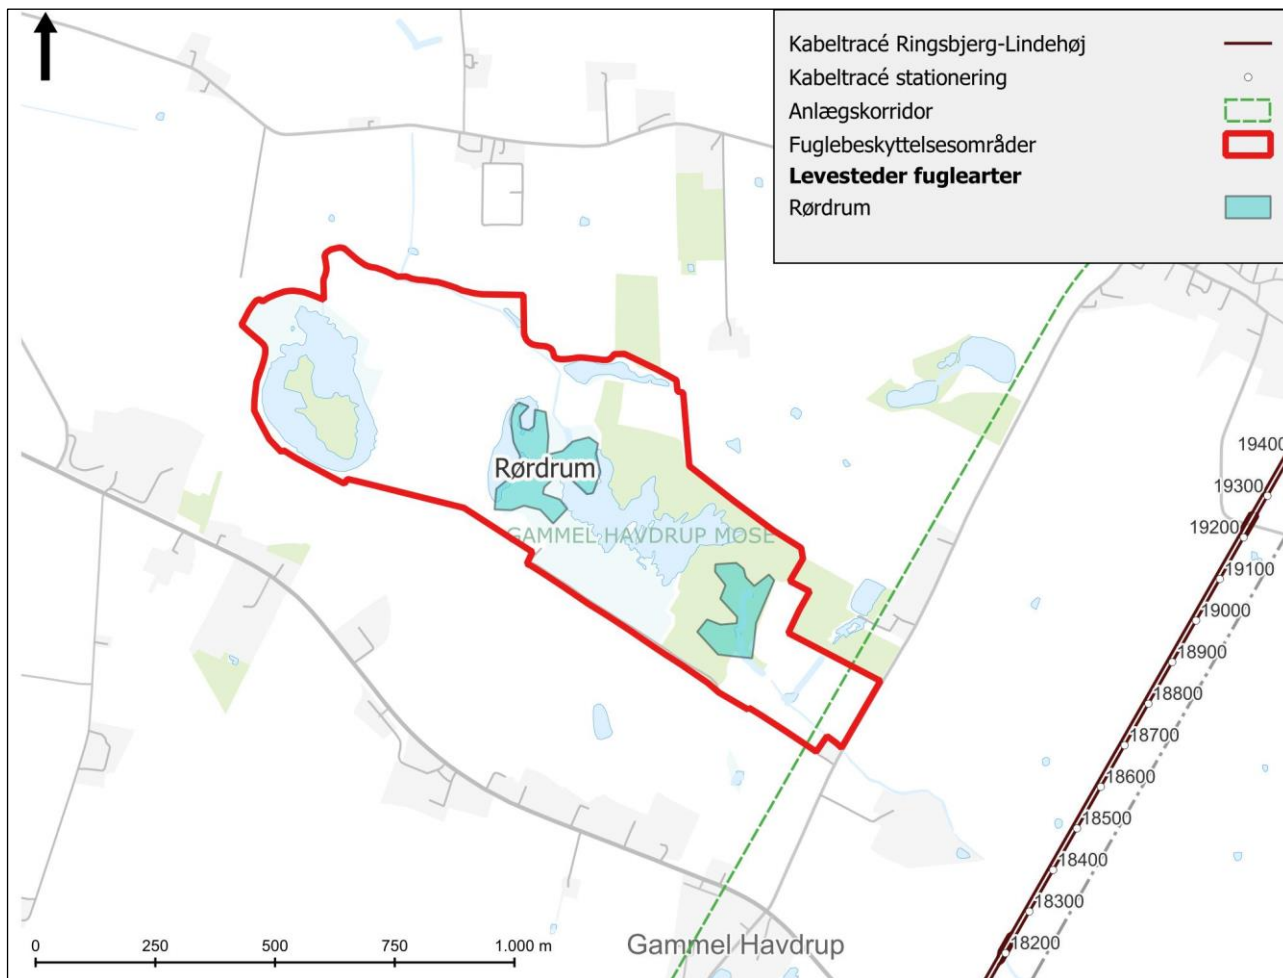 Kabeltracé Ringsbjerg-Lindehøj
Kabeltracé stationering
Anlægskorridor
Fuglebeskyttelsesområder
Levesteder fuglearter
Rørdrum
19400
19300
Rørdrum
19200
GAMMEL HAVDRUP MOSE
19100
19000
18900
18800
18700
18600
18500
18400
18300
18200
0 250 500 750 1.000 m
Gammel Havdrup